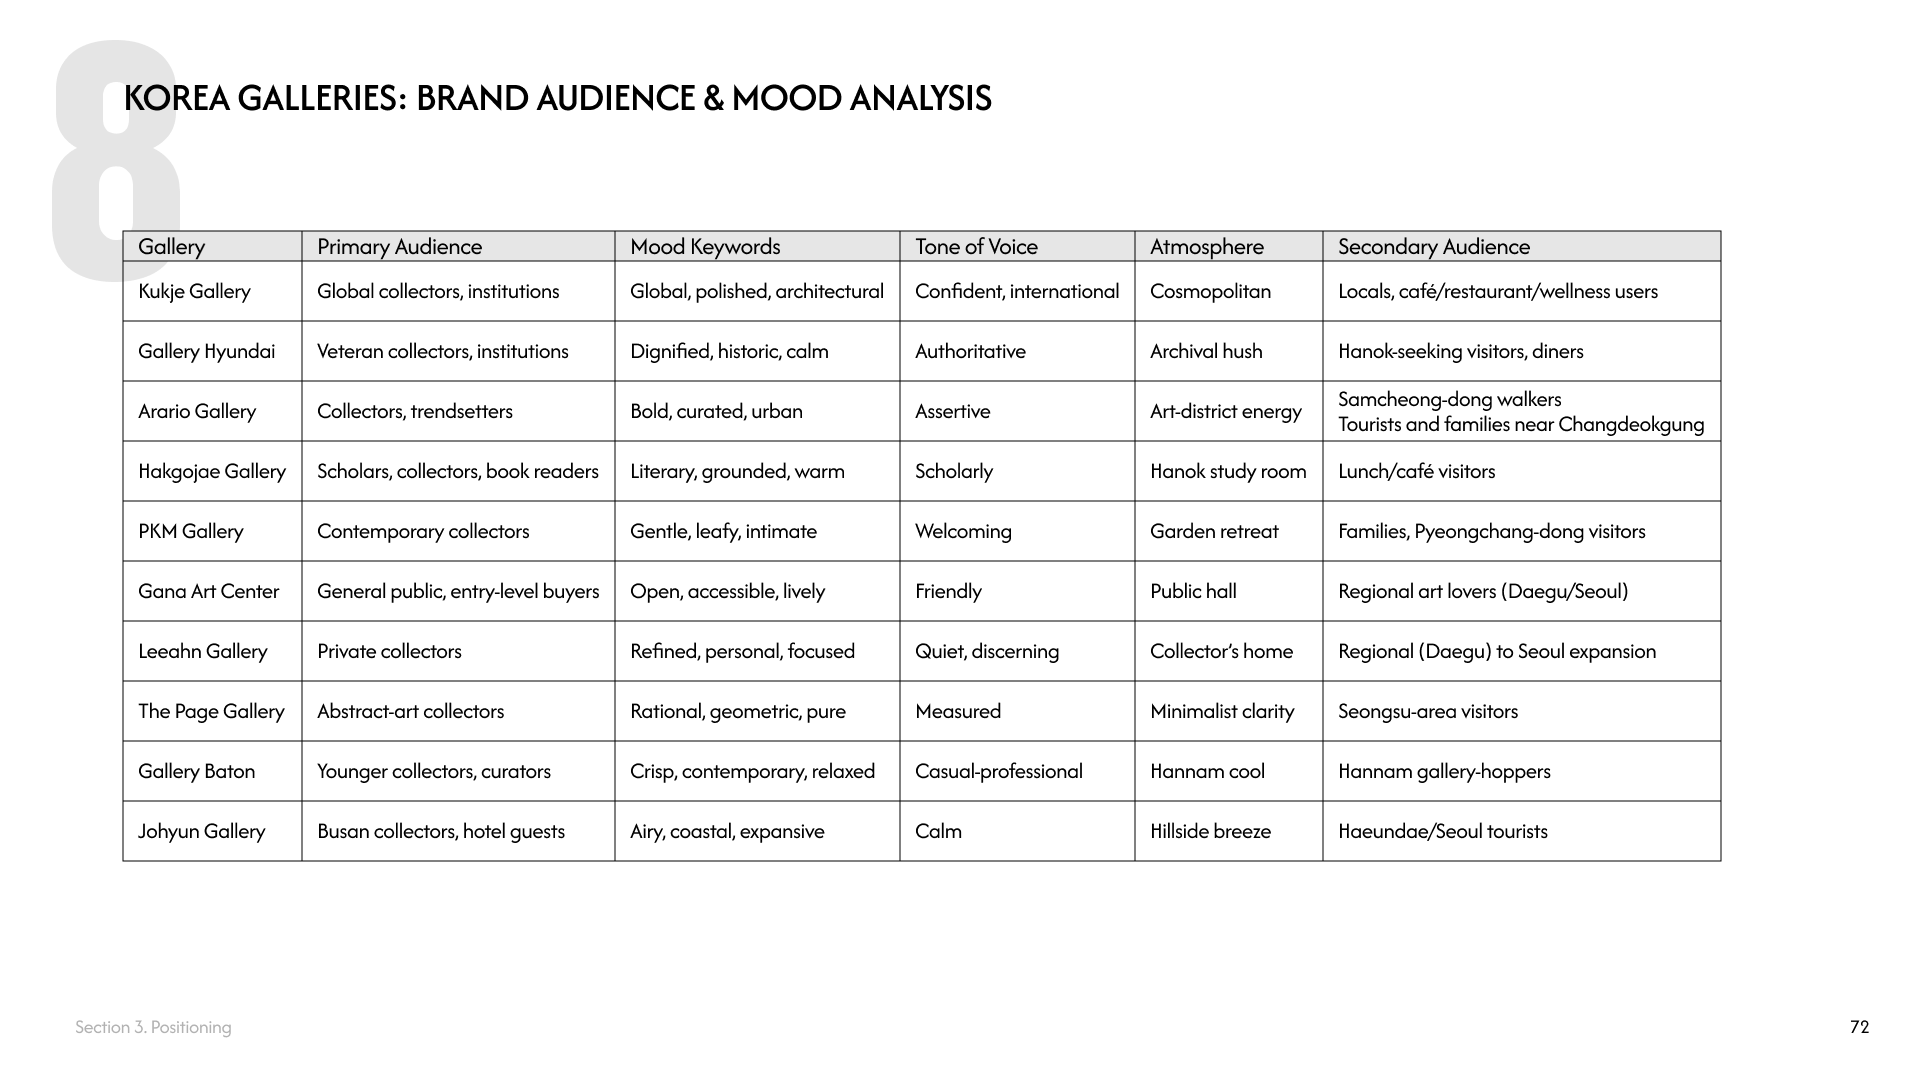 8
KOREA GALLERIES: BRAND AUDIENCE & MOOD ANALYSIS
Gallery Primary Audience Mood Keywords Tone of Voice Atmosphere Secondary Audience
Kukje Gallery Global collectors, institutions Global, polished, architectural Confident, international Cosmopolitan Locals, café/restaurant/wellness users
Gallery Hyundai Veteran collectors, institutions Dignified, historic, calm Authoritative Archival hush Hanok-seeking visitors, diners
Arario Gallery Collectors, trendsetters Bold, curated, urban Assertive Art-district energy Samcheong-dong walkers
Tourists and families near Changdeokgung
Hakgojae Gallery Scholars, collectors, book readers Literary, grounded, warm Scholarly Hanok study room Lunch/café visitors
PKM Gallery Contemporary collectors Gentle, leafy, intimate Welcoming Garden retreat Families, Pyeongchang-dong visitors
Gana Art Center General public, entry-level buyers Open, accessible, lively Friendly Public hall Regional art lovers (Daegu/Seoul)
Leeahn Gallery Private collectors Refined, personal, focused Quiet, discerning Collector’s home Regional (Daegu) to Seoul expansion
The Page Gallery Abstract-art collectors Rational, geometric, pure Measured Minimalist clarity Seongsu-area visitors
Gallery Baton Younger collectors, curators Crisp, contemporary, relaxed Casual-professional Hannam cool Hannam gallery-hoppers
Johyun Gallery Busan collectors, hotel guests Airy, coastal, expansive Calm Hillside breeze Haeundae/Seoul tourists
Section 3. Positioning
72